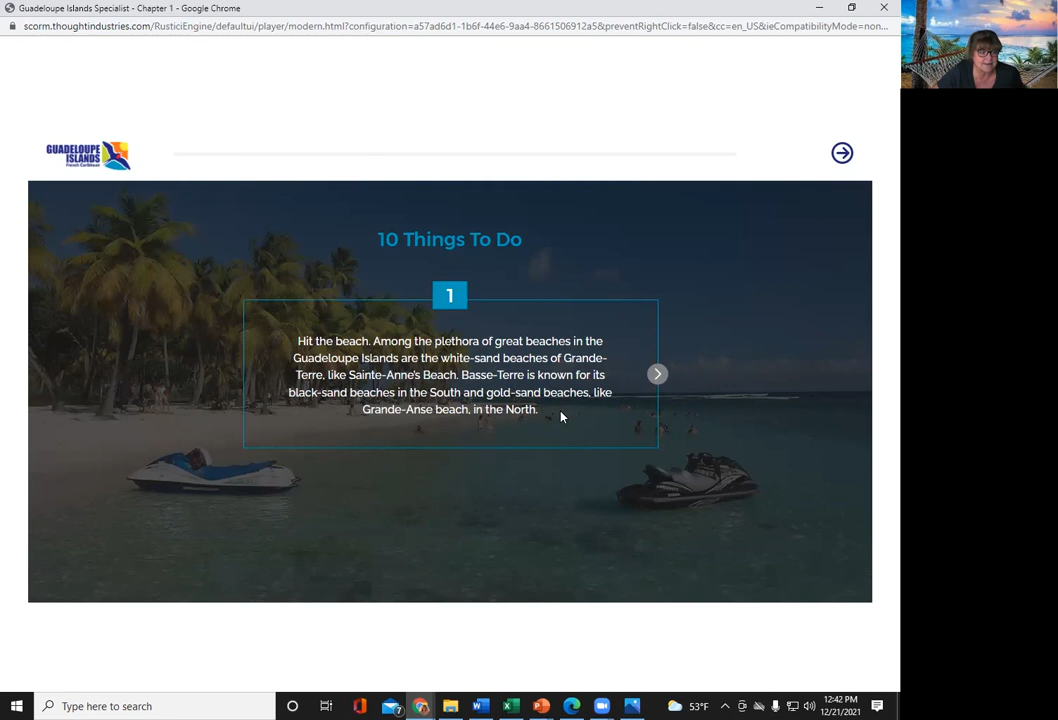 Guadeloupe Islands Specialist - Chapter 1 - Google Chrome
scorm.thoughtindustries.com/RusticiEngine/defaultui/player/modern.html?configuration=a57ad6d1-1b6f-44e6-9aa4-8661506912a5&preventRightClick=false&cc=en_US&ieCompatibilityMode=non...
GUADELOUPE
ISLANDS
French Caribbean
10 Things To Do
1
Hit the beach. Among the plethora of great beaches in the
Guadeloupe Islands are the white-sand beaches of Grande-
Terre, like Sainte-Anne's Beach. Basse-Terre is known for its
black-sand beaches in the South and gold-sand beaches, like
Grande-Anse beach, in the North.
Type here to search
7
53°F
12:42 PM
12/21/2021